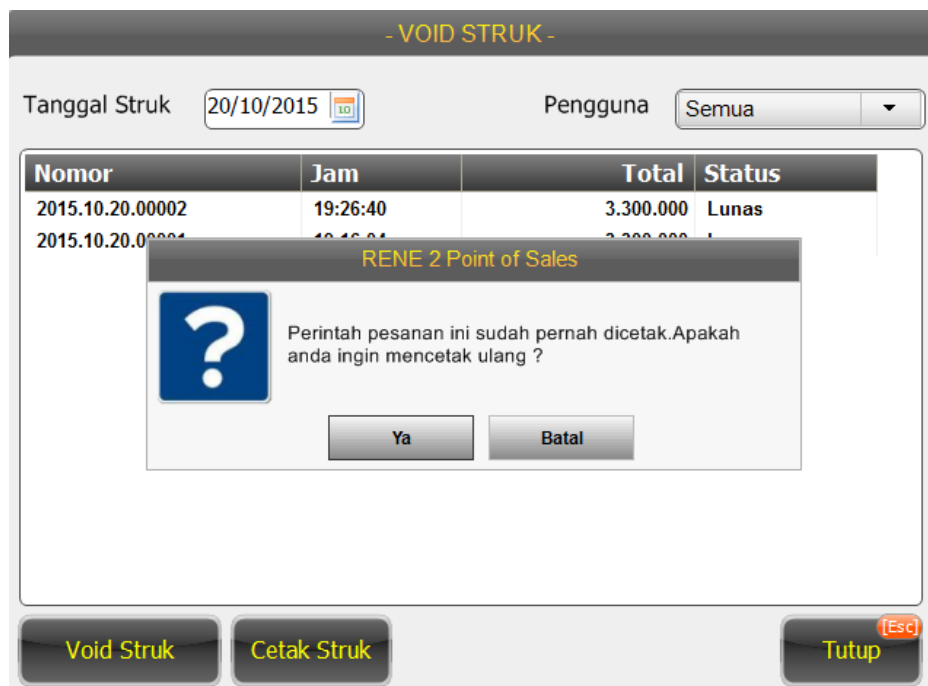 - VOID STRUK -
Tanggal Struk 20/10/2015 10 Pengguna Semua
Nomor Jam Total Status
2015.10.20.00002 19:26:40 3.300.000 Lunas
RENE 2 Point of Sales
Perintah pesanan ini sudah pernah dicetak.Apakah
anda ingin mencetak ulang ?
Ya Batal
Void Struk Cetak Struk Tutup [Esc]